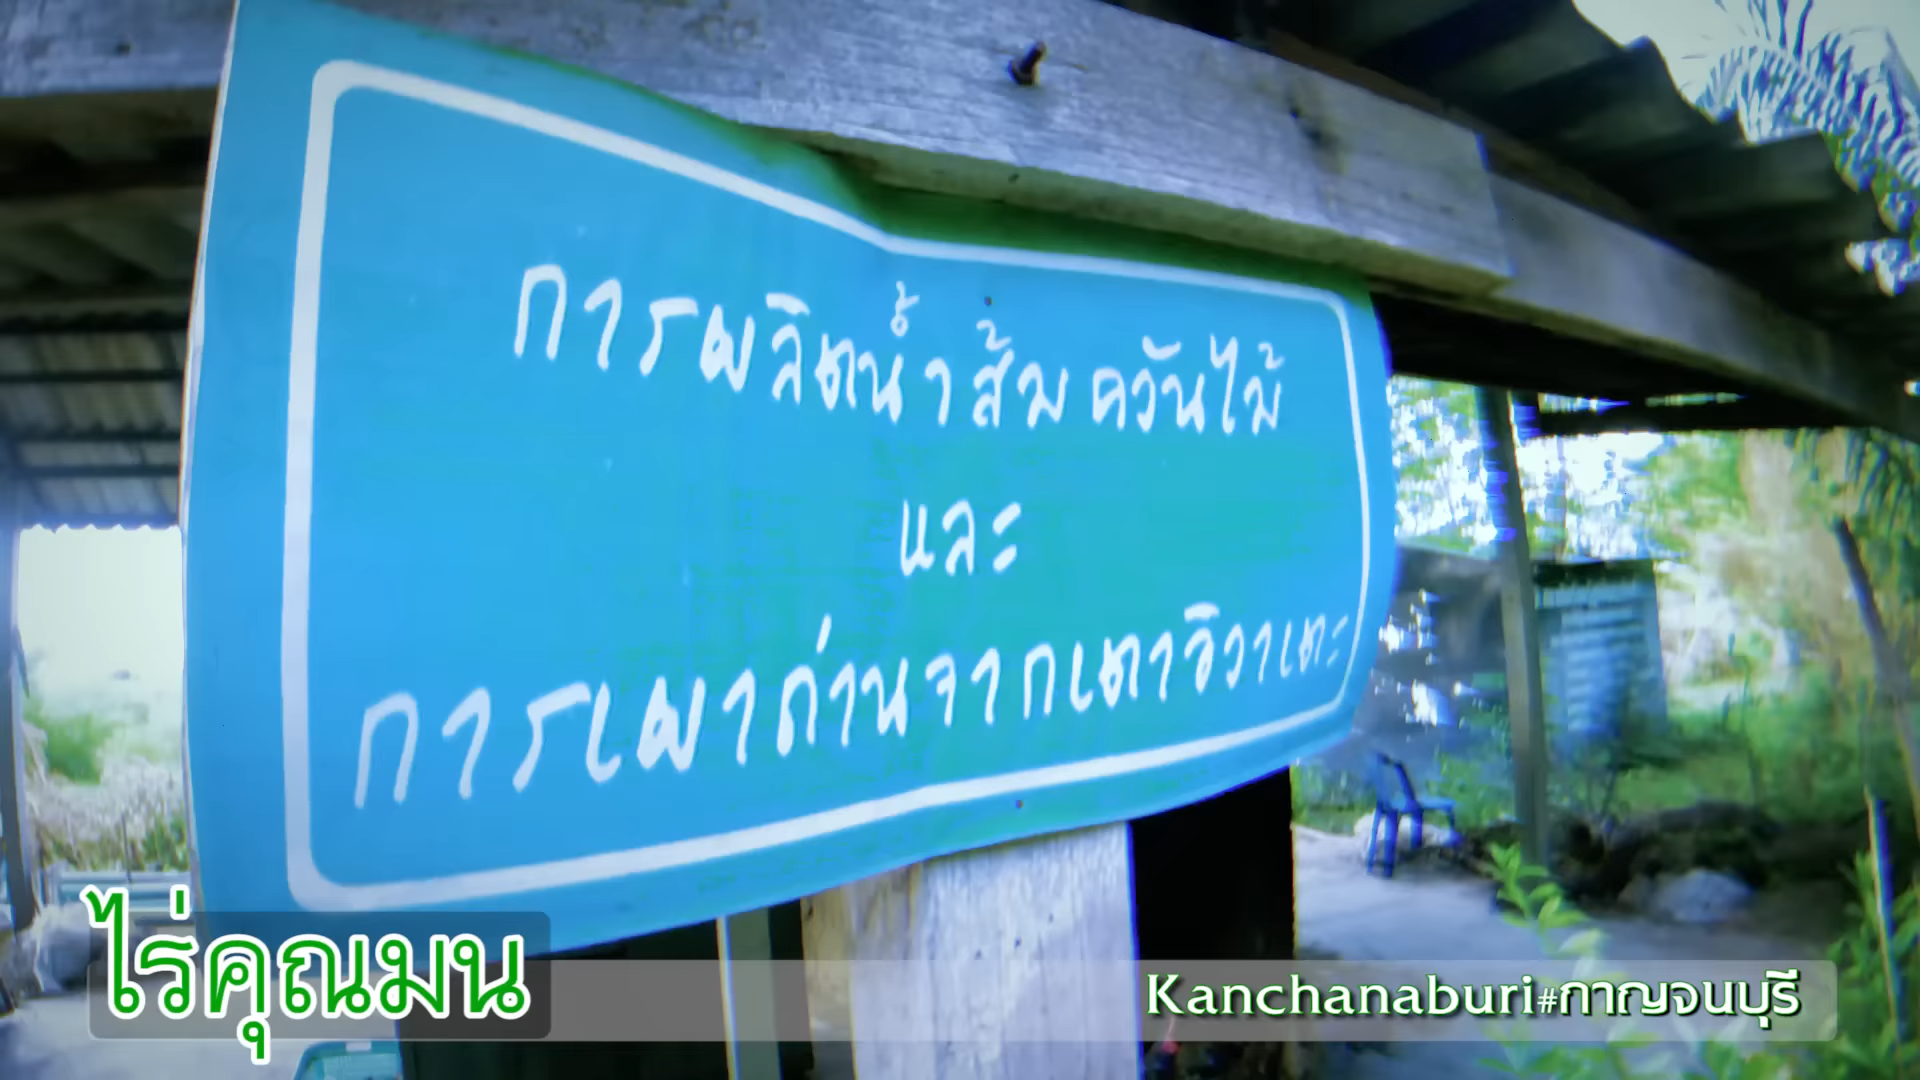 การผลิตน้ำส้มควันไม้
และ
การเผาถ่านจากเตาอิวาเตะ
ไร่คุณมน
Kanchanaburi#กาญจนบุรี